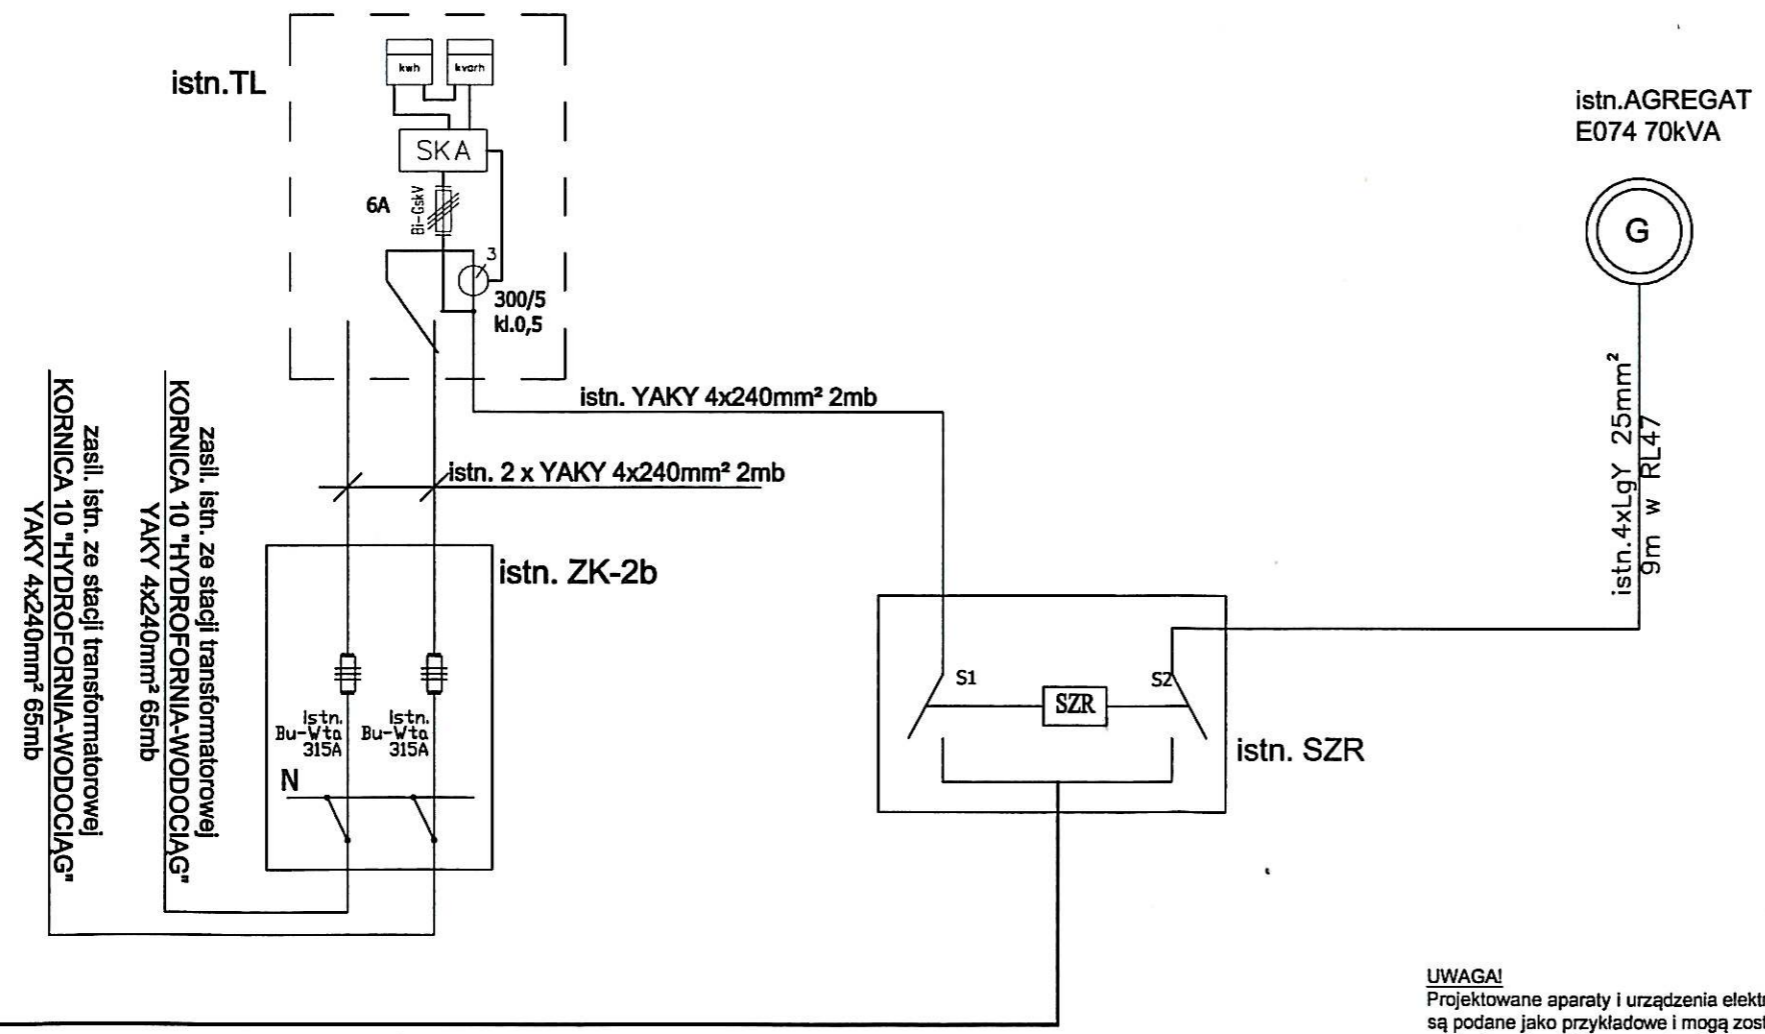 istn.TL
kwh
kvarh
SKA
6A
Bi-GskV
3
300/5
kl.0,5
istn.AGREGAT
E074 70kVA
G
istn.4xLgY 25mm²
9m w RL47
istn. YAKY 4x240mm² 2mb
istn. 2 x YAKY 4x240mm² 2mb
zasil. istn. ze stacji transformatorowej
KORNICA 10 "HYDROFORNIA-WODOCIĄG"
YAKY 4x240mm² 65mb
zasil. istn. ze stacji transformatorowej
KORNICA 10 "HYDROFORNIA-WODOCIĄG"
YAKY 4x240mm² 65mb
istn. ZK-2b
Istn.
Bu-Wta
315A
Istn.
Bu-Wta
315A
N
S1
SZR
S2
istn. SZR
UWAGA!
Projektowane aparaty i urządzenia elektr
są podane jako przykładowe i mogą zost